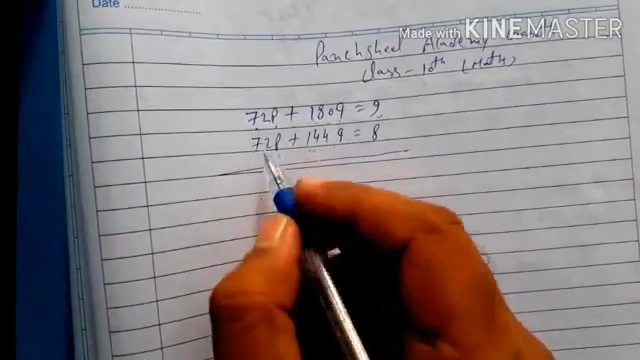 Date
Made with KINEMASTER
Panchsheel Academy
Class - 10th (Math)
72p + 180q = 9
72p + 144q = 8